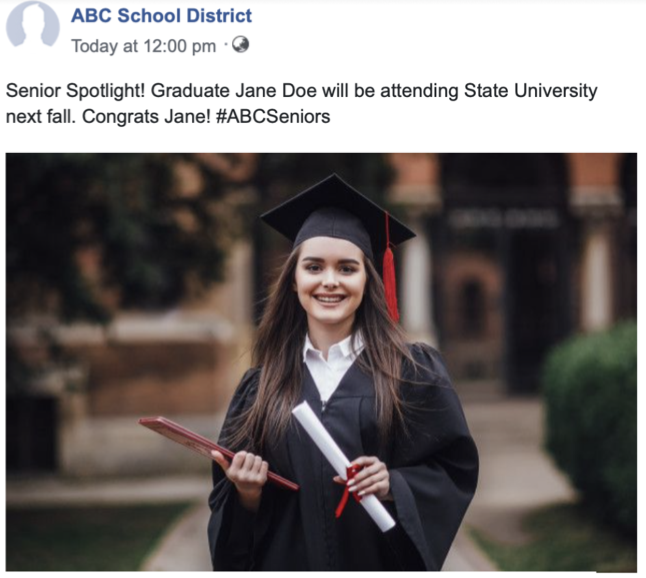 ABC School District
Today at 12:00 pm ·
Senior Spotlight! Graduate Jane Doe will be attending State University
next fall. Congrats Jane! #ABCSeniors